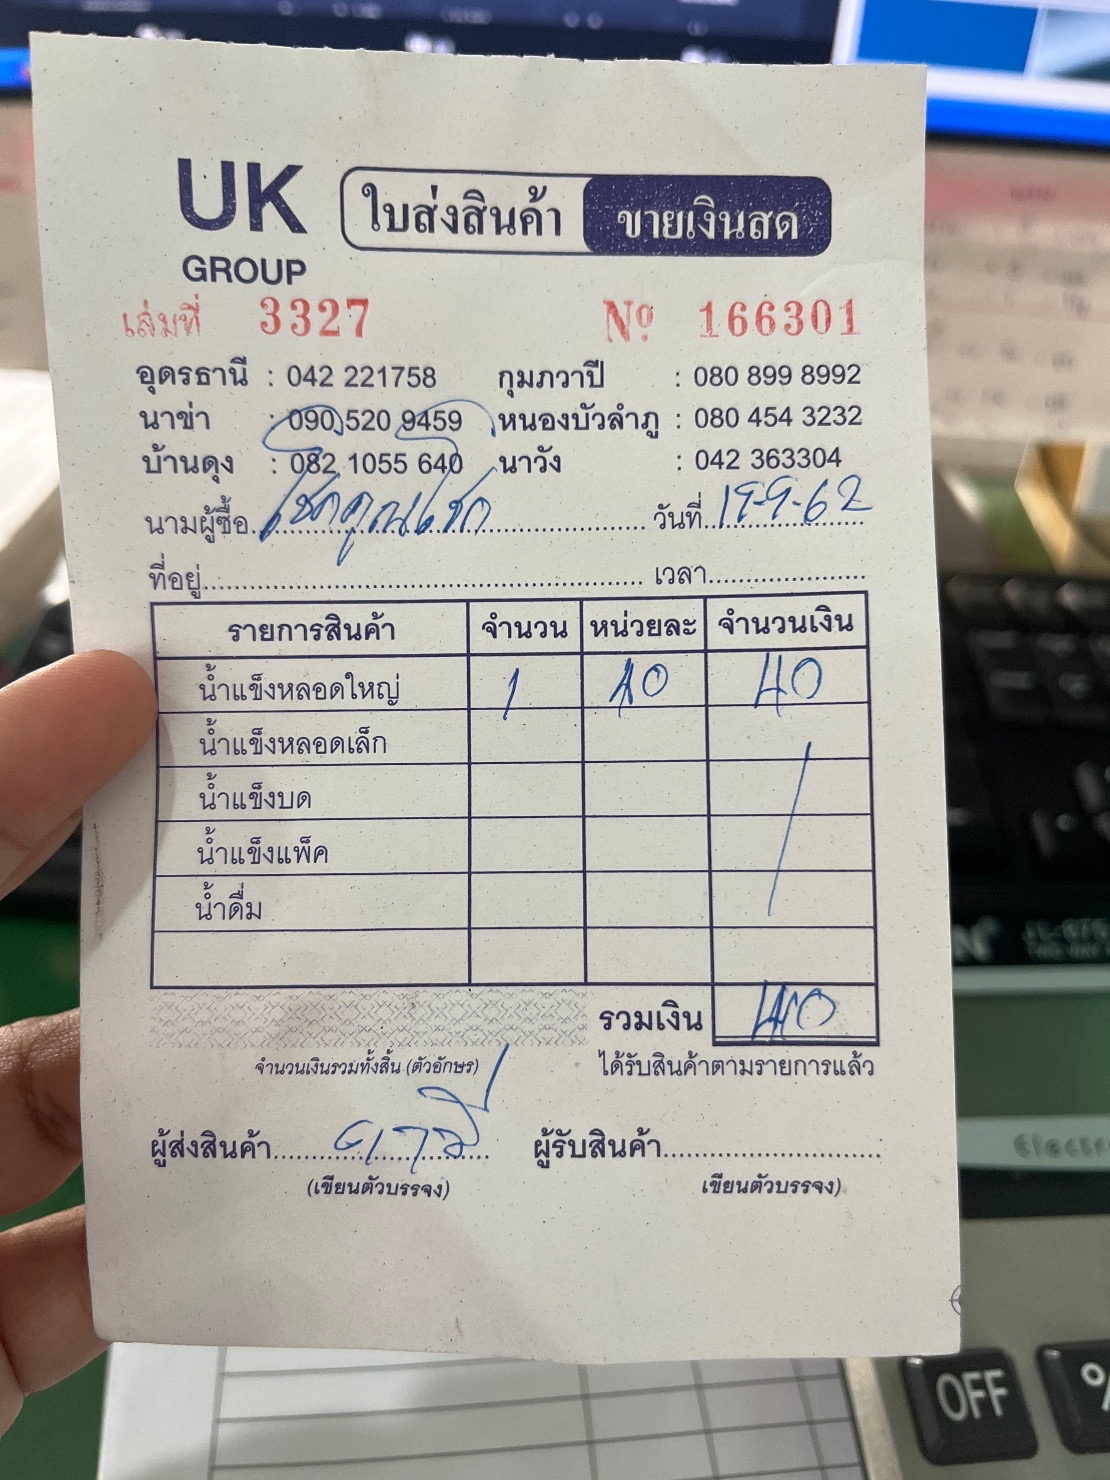 UK
GROUP
ใบส่งสินค้า ขายเงินสด
เล่มที่ 3327 Nº 166301
อุดรธานี : 042 221758 กุมภวาปี : 080 899 8992
นาข่า : 090 520 9459 หนองบัวลำภู : 080 454 3232
บ้านดุง : 082 1055 640 นาวัง : 042 363304
นามผู้ซื้อ โชคคูณโชค วันที่ 19-9-62
ที่อยู่ เวลา
รายการสินค้า จำนวน หน่วยละ จำนวนเงิน
น้ำแข็งหลอดใหญ่ 1 40 40
น้ำแข็งหลอดเล็ก
น้ำแข็งบด
น้ำแข็งแพ็ค
น้ำดื่ม
รวมเงิน 40
จำนวนเงินรวมทั้งสิ้น (ตัวอักษร) ได้รับสินค้าตามรายการแล้ว
ผู้ส่งสินค้า ผู้รับสินค้า
(เขียนตัวบรรจง) เขียนตัวบรรจง)
OFF %